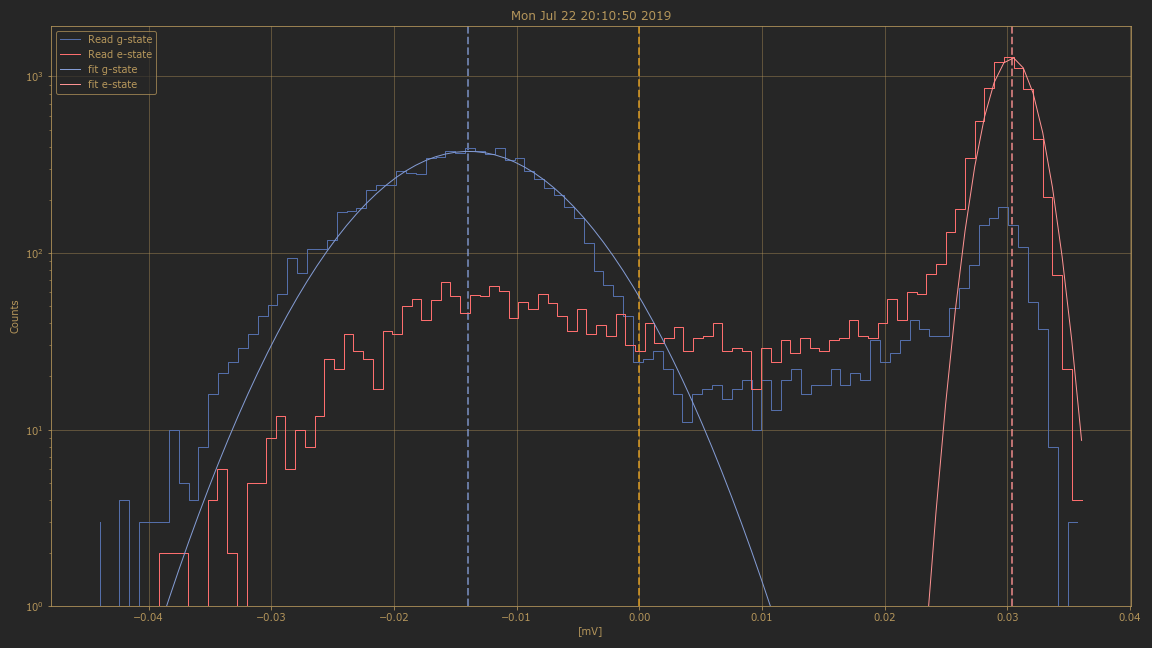 Mon Jul 22 20:10:50 2019
Read g-state
Read e-state
fit g-state
fit e-state
Counts
10³
10²
10¹
10⁰
−0.04 −0.03 −0.02 −0.01 0.00 0.01 0.02 0.03 0.04
[mV]